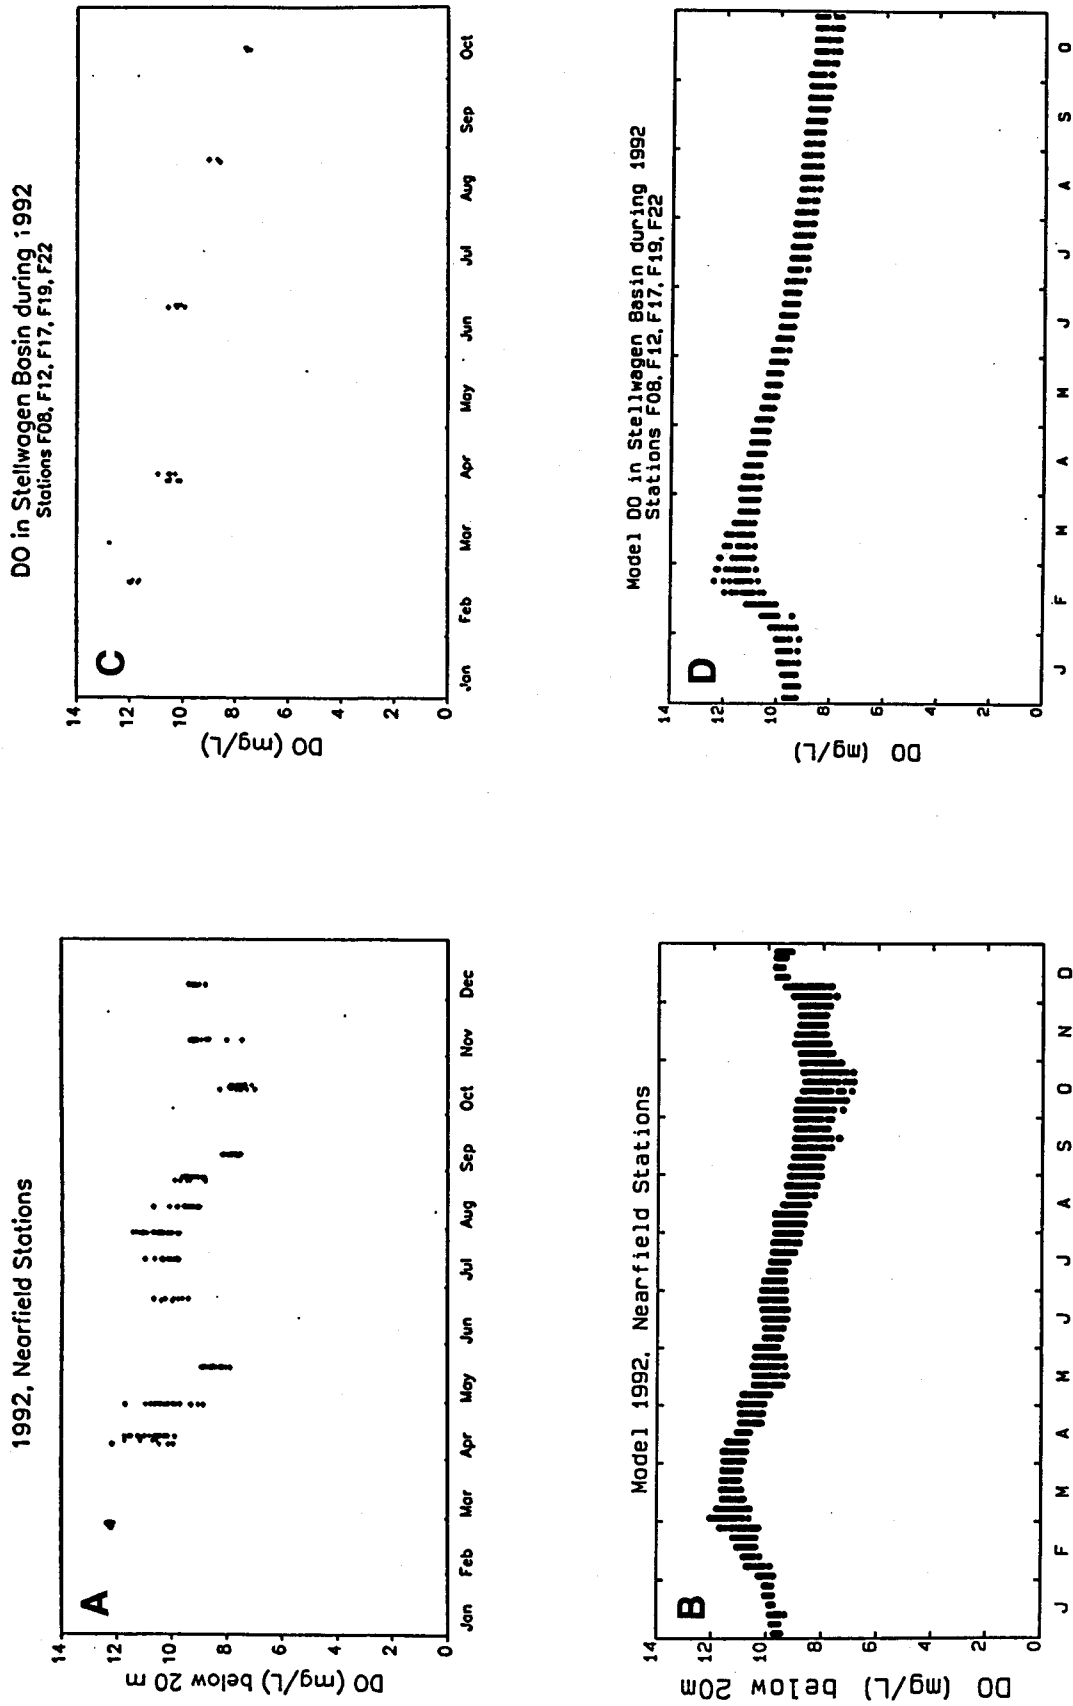 1992, Nearfield Stations
A
DO (mg/L) below 20 m
14
12
10
8
6
4
2
0
Jan Feb Mar Apr May Jun Jul Aug Sep Oct Nov Dec
Model 1992, Nearfield Stations
B
DO (mg/L) below 20m
14
12
10
8
6
4
2
0
J F M A M J J A S O N D
DO in Stellwagen Basin during 1992
Stations F08, F12, F17, F19, F22
C
DO (mg/L)
14
12
10
8
6
4
2
0
Jan Feb Mar Apr May Jun Jul Aug Sep Oct
Model DO in Stellwagen Basin during 1992
Stations F08, F12, F17, F19, F22
D
DO (mg/L)
14
12
10
8
6
4
2
0
J F M A M J J A S O